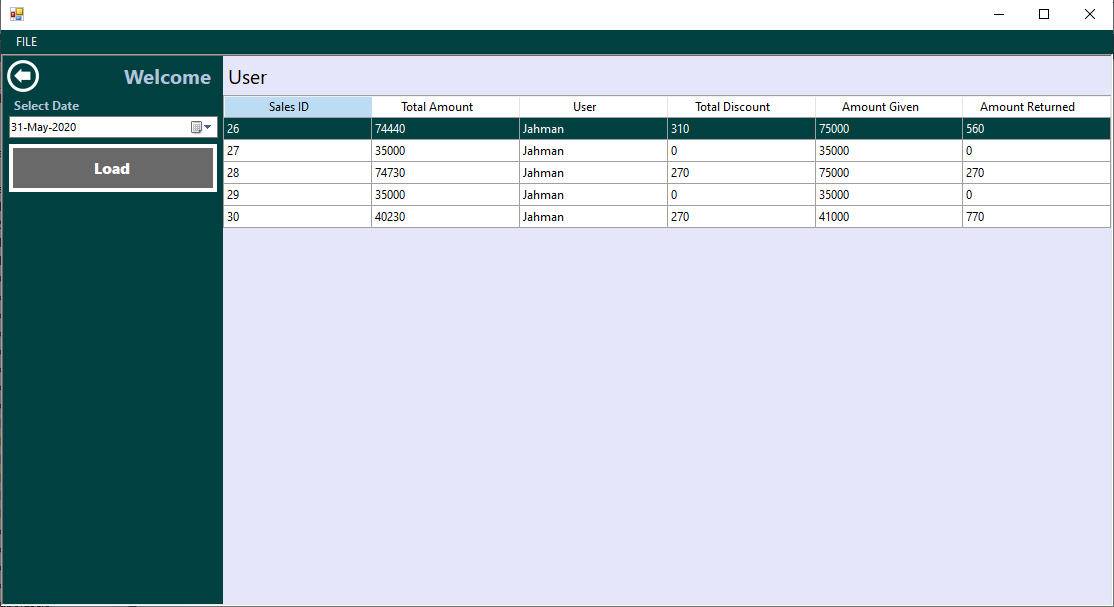 FILE
Welcome User
Select Date
31-May-2020
Load
Sales ID Total Amount User Total Discount Amount Given Amount Returned
26 74440 Jahman 310 75000 560
27 35000 Jahman 0 35000 0
28 74730 Jahman 270 75000 270
29 35000 Jahman 0 35000 0
30 40230 Jahman 270 41000 770